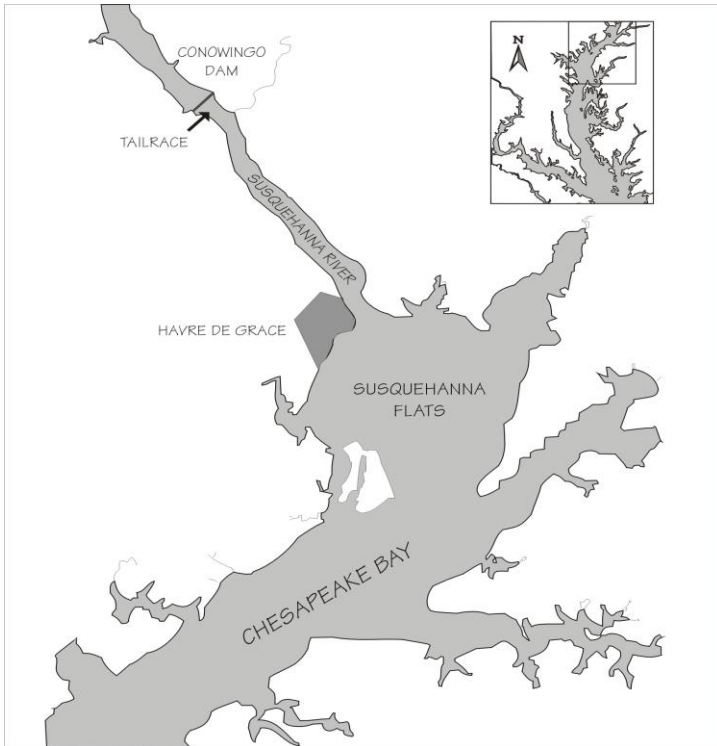 CONOWINGO
DAM
TAILRACE
SUSQUEHANNA RIVER
HAVRE DE GRACE
SUSQUEHANNA
FLATS
CHESAPEAKE BAY
N